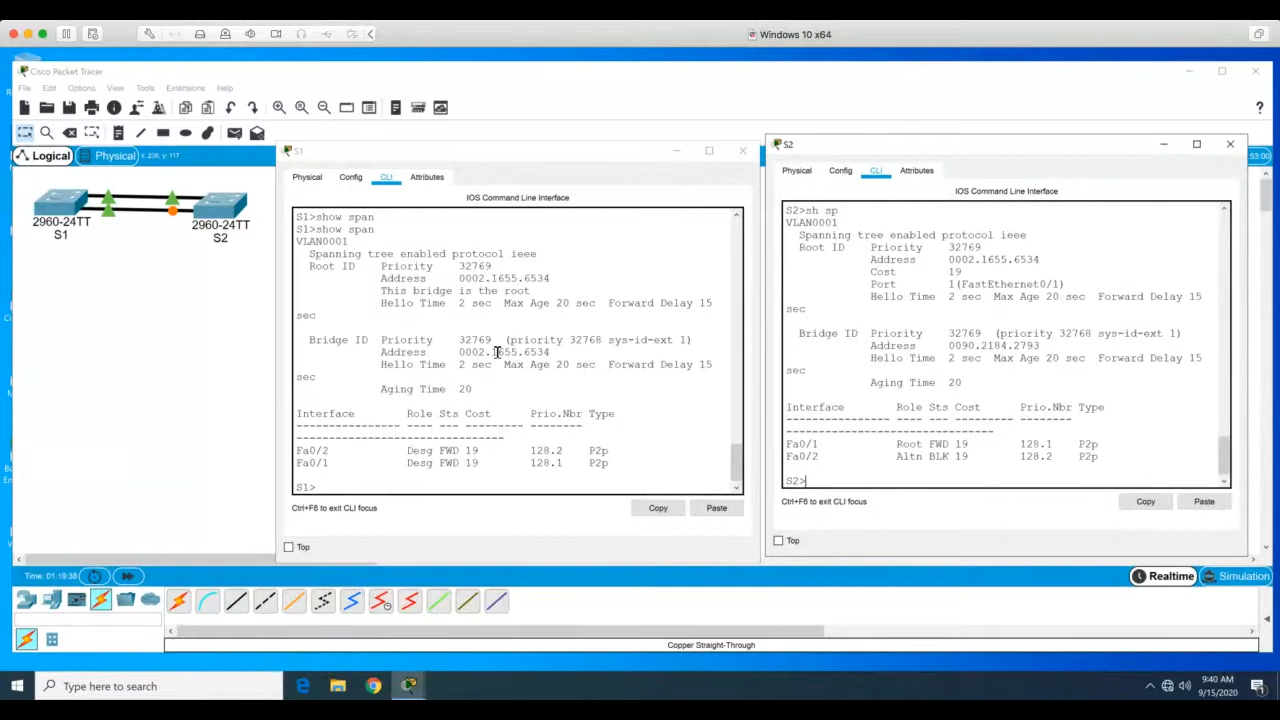 Windows 10 x64
Cisco Packet Tracer
File Edit Options View Tools Extensions Help
?
Logical Physical x: 236, y: 117
:53:00
2960-24TT
S1
2960-24TT
S2
S1
Physical Config CLI Attributes
IOS Command Line Interface
S1>show span
S1>show span
VLAN0001
Spanning tree enabled protocol ieee
Root ID Priority 32769
Address 0002.1655.6534
This bridge is the root
Hello Time 2 sec Max Age 20 sec Forward Delay 15
sec
Bridge ID Priority 32769 (priority 32768 sys-id-ext 1)
Address 0002.1655.6534
Hello Time 2 sec Max Age 20 sec Forward Delay 15
sec
Aging Time 20
Interface Role Sts Cost Prio.Nbr Type
---------------- ---- --- --------- --------
--------------------------------
Fa0/2 Desg FWD 19 128.2 P2p
Fa0/1 Desg FWD 19 128.1 P2p
S1>
Ctrl+F6 to exit CLI focus
Copy Paste
Top
S2
Physical Config CLI Attributes
IOS Command Line Interface
S2>sh sp
VLAN0001
Spanning tree enabled protocol ieee
Root ID Priority 32769
Address 0002.1655.6534
Cost 19
Port 1(FastEthernet0/1)
Hello Time 2 sec Max Age 20 sec Forward Delay 15
sec
Bridge ID Priority 32769 (priority 32768 sys-id-ext 1)
Address 0090.2184.2793
Hello Time 2 sec Max Age 20 sec Forward Delay 15
sec
Aging Time 20
Interface Role Sts Cost Prio.Nbr Type
---------------- ---- --- --------- --------
--------------------------------
Fa0/1 Root FWD 19 128.1 P2p
Fa0/2 Altn BLK 19 128.2 P2p
S2>
Ctrl+F6 to exit CLI focus
Copy Paste
Top
Time: 01:19:38
Realtime Simulation
Copper Straight-Through
Type here to search
9:40 AM
9/15/2020